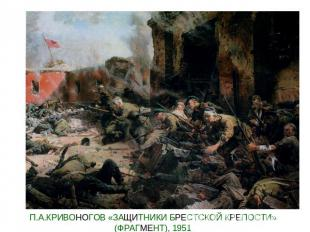 П.А.КРИВОНОГОВ «ЗАЩИТНИКИ БРЕСТСКОЙ КРЕПОСТИ»
(ФРАГМЕНТ), 1951